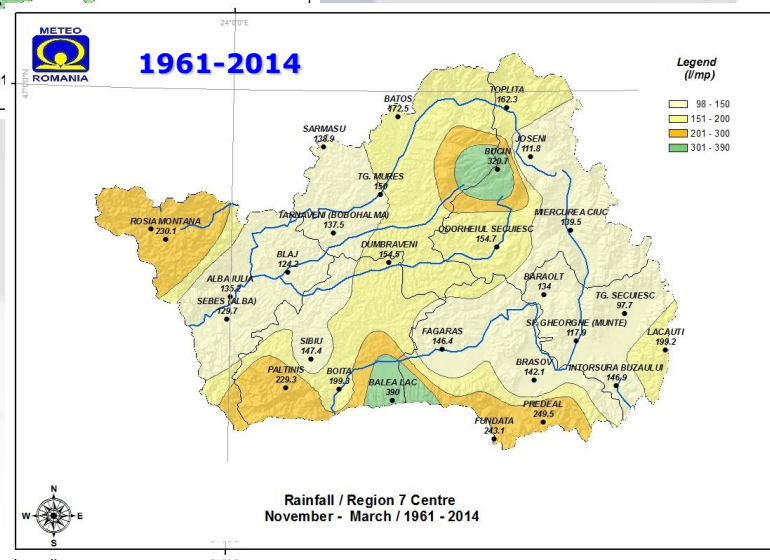 24°0'0"E
METEO
ROMANIA
1961-2014
Legend
(l/mp)
98 - 150
151 - 200
201 - 300
301 - 390
TOPLITA
162.3
BATOS
172.5
SARMASU
138.9
JOSENI
111.8
BUCIN
320.7
TG. MURES
150
ROSIA MONTANA
230.1
TARNAVENI (BOBOHALMA)
137.5
MIERCUREA CIUC
139.5
ODORHEIUL SECUIESC
154.7
DUMBRAVENI
154.5
BLAJ
124.2
ALBA IULIA
135.2
SEBES (ALBA)
129.7
BARAOLT
134
TG. SECUIESC
97.7
SF. GHEORGHE (MUNTE)
117.9
LACAUTI
199.2
FAGARAS
146.4
SIBIU
147.4
PALTINIS
229.3
BOITA
199.3
BALEA LAC
390
BRASOV
142.1
INTORSURA BUZAULUI
146.9
PREDEAL
249.5
FUNDATA
243.1
N
W
E
S
Rainfall / Region 7 Centre
November - March / 1961 - 2014